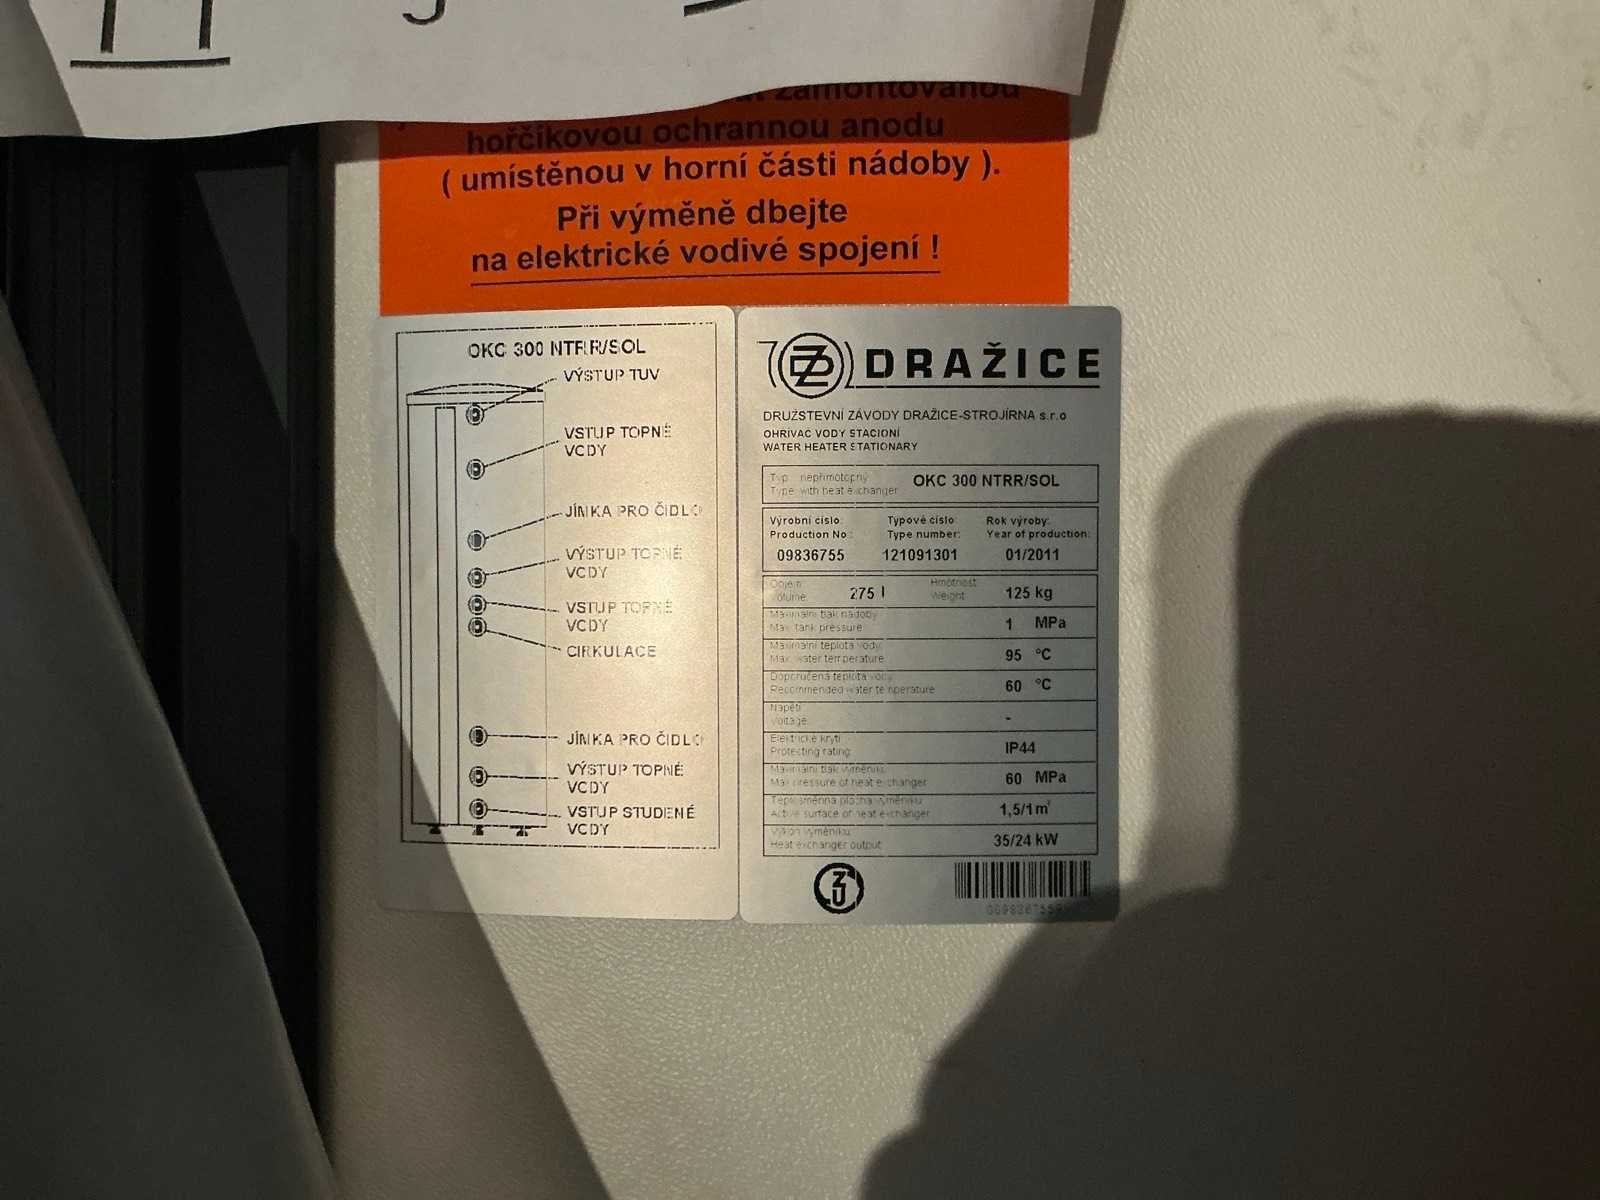 zamontovanou
hořčíkovou ochrannou anodu
( umístěnou v horní části nádoby ).
Při výměně dbejte
na elektrické vodivé spojení !
OKC 300 NTRR/SOL
VÝSTUP TUV
VSTUP TOPNÉ
VODY
JÍMKA PRO ČIDLO
VÝSTUP TOPNÉ
VODY
VSTUP TOPNÉ
VODY
CIRKULACE
JÍMKA PRO ČIDLO
VÝSTUP TOPNÉ
VODY
VSTUP STUDENÉ
VODY
DRAŽICE
DRUŽSTEVNÍ ZÁVODY DRAŽICE-STROJÍRNA s.r.o
OHŘÍVAČ VODY STACIONÍ
WATER HEATER STATIONARY
Typ nepřímotopný
Type with heat exchanger
OKC 300 NTRR/SOL
Výrobní číslo: Typové číslo: Rok výroby:
Production No.: Type number: Year of production:
09836755 121091301 01/2011
Objem Hmotnost
Volume 275 l Weight 125 kg
Maximální tlak nádoby
Max. tank pressure 1 MPa
Maximální teplota vody
Max. water temperature 95 °C
Doporučená teplota vody
Recommended water temperature 60 °C
Napětí
Voltage -
Elektrické krytí
Protecting rating IP44
Maximální tlak výměníku
Max pressure of heat exchanger 60 MPa
Teplosměnná plocha výměníku
Active surface of heat exchanger 1,5/1 m²
Výkon výměníku
Heat exchanger output 35/24 kW